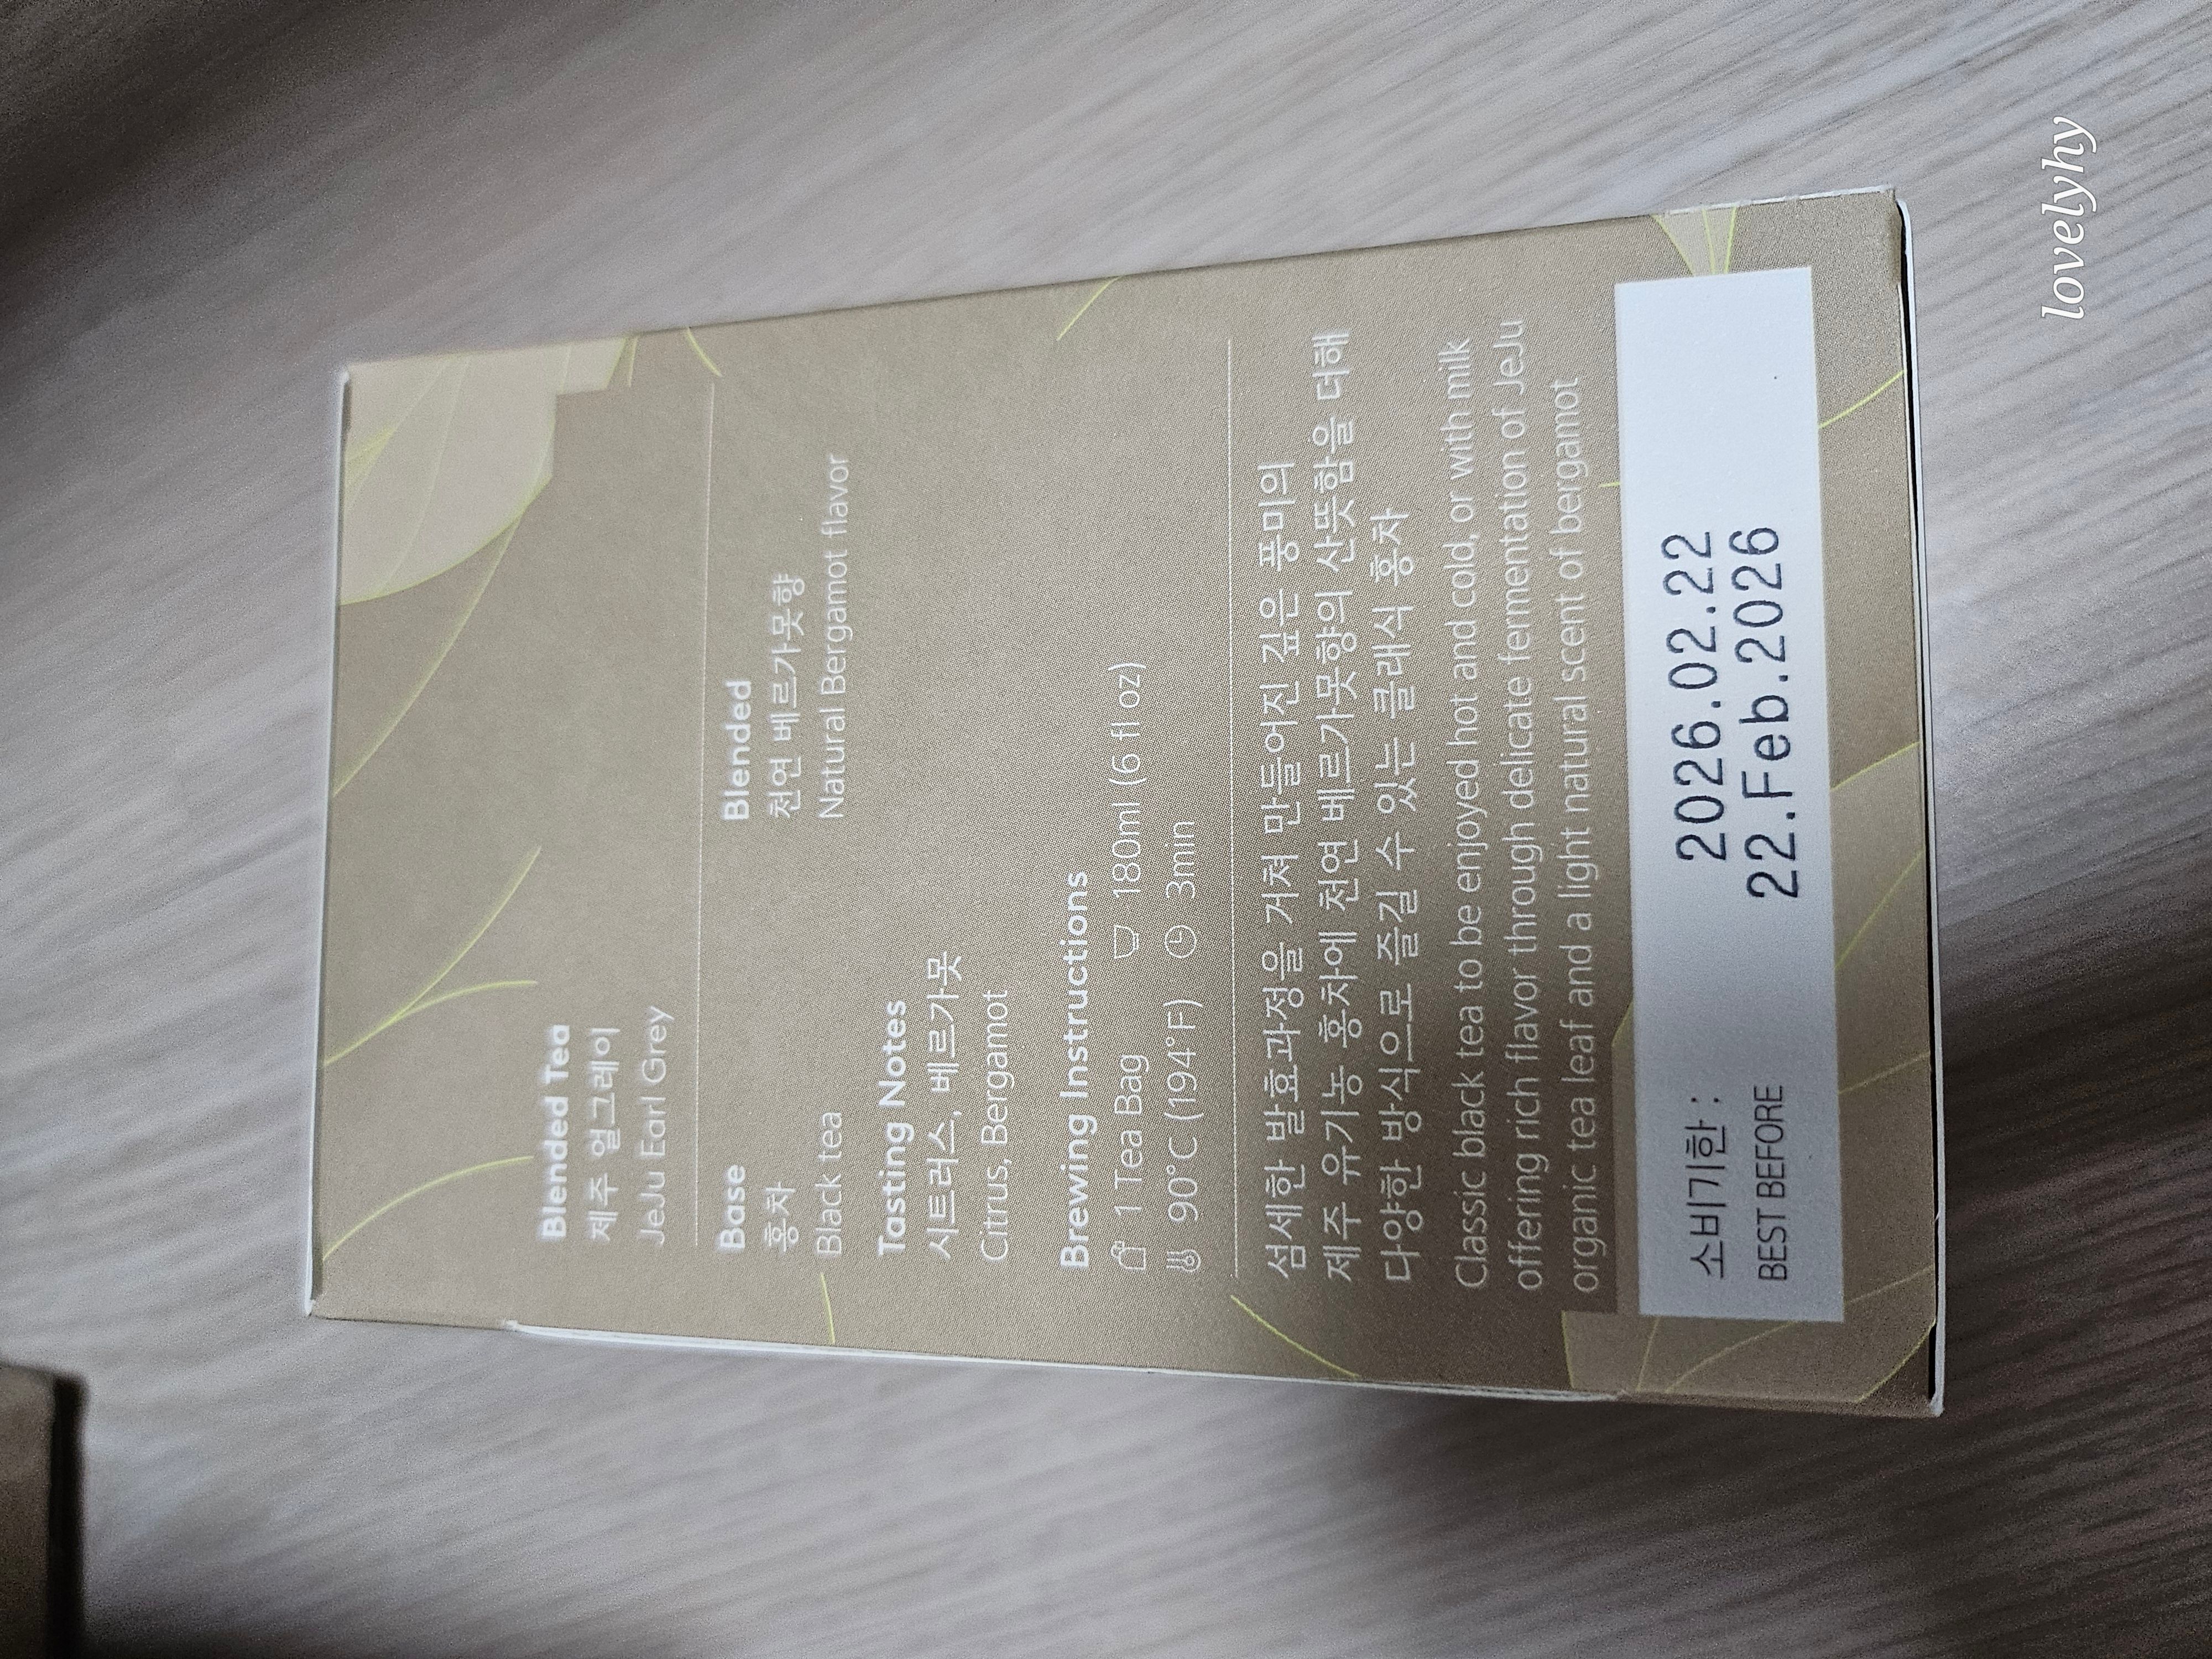 Blended Tea
제주 얼그레이
JeJu Earl Grey
Base
홍차
Black tea
Blended
천연 베르가못향
Natural Bergamot flavor
Tasting Notes
시트러스, 베르가못
Citrus, Bergamot
Brewing Instructions
1 Tea Bag 180ml (6 fl oz)
90°C (194°F) 3min
섬세한 발효과정을 거쳐 만들어진 깊은 풍미의
제주 유기농 홍차에 천연 베르가못향의 산뜻함을 더해
다양한 방식으로 즐길 수 있는 클래식 홍차
Classic black tea to be enjoyed hot and cold, or with milk
offering rich flavor through delicate fermentation of JeJu
organic tea leaf and a light natural scent of bergamot
소비기한 : 2026.02.22
BEST BEFORE 22.Feb.2026
lovelyhy